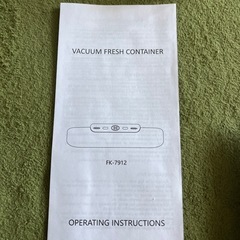 VACUUM FRESH CONTAINER
FK-7912
OPERATING INSTRUCTIONS